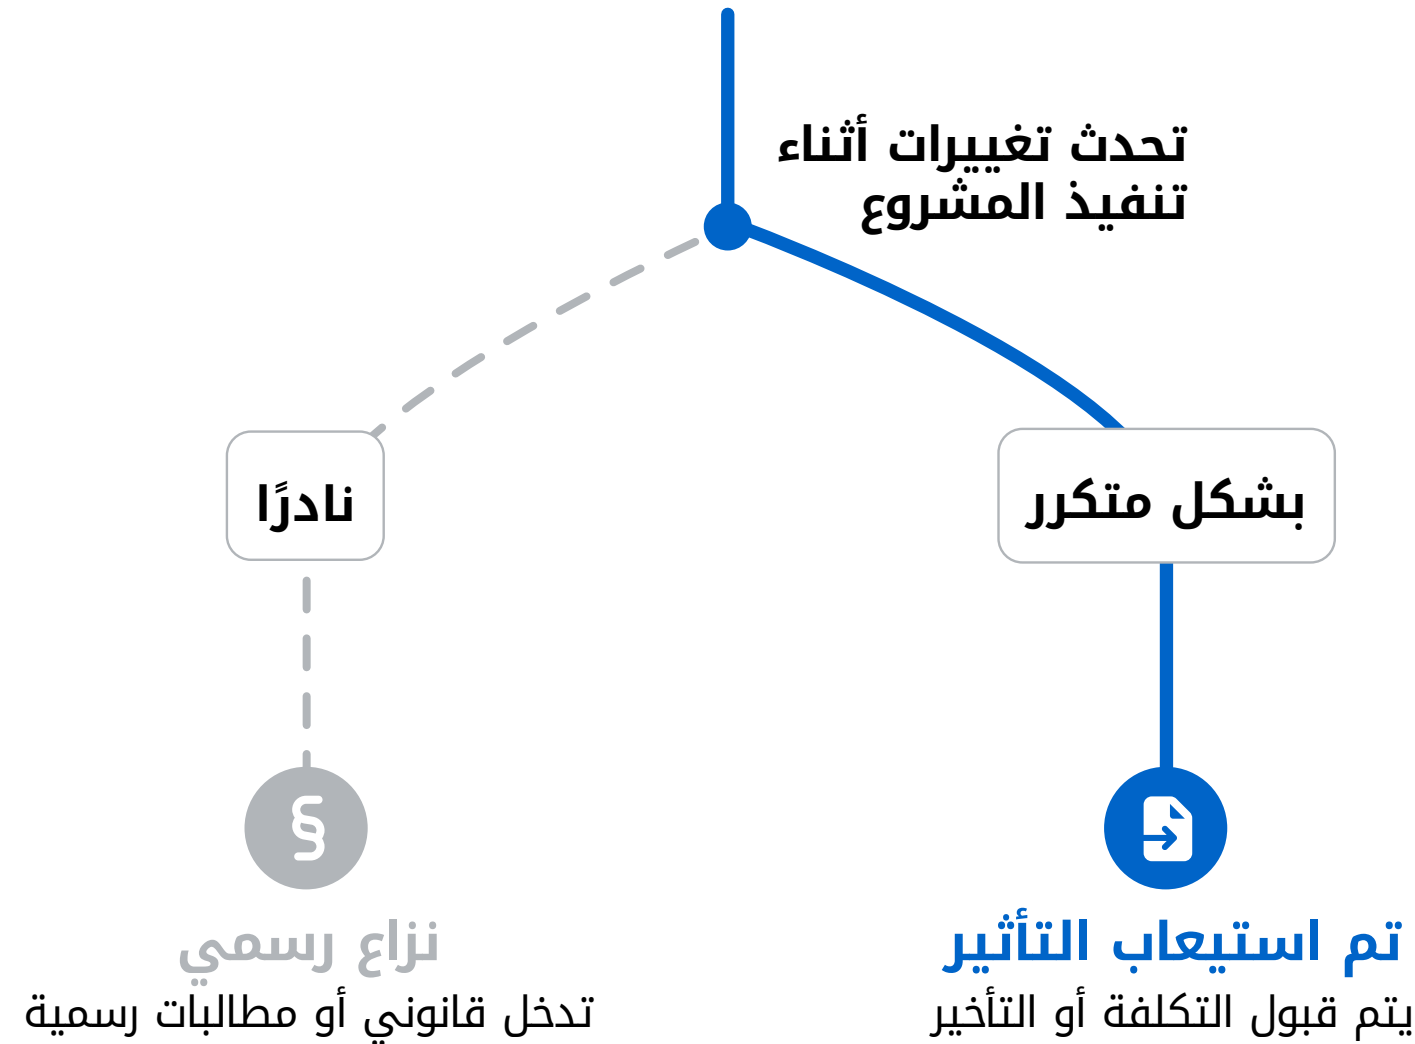 تحدث تغييرات أثناء
تنفيذ المشروع
بشكل متكرر
نادرًا
§
تم استيعاب التأثير
يتم قبول التكلفة أو التأخير
نزاع رسمي
تدخل قانوني أو مطالبات رسمية